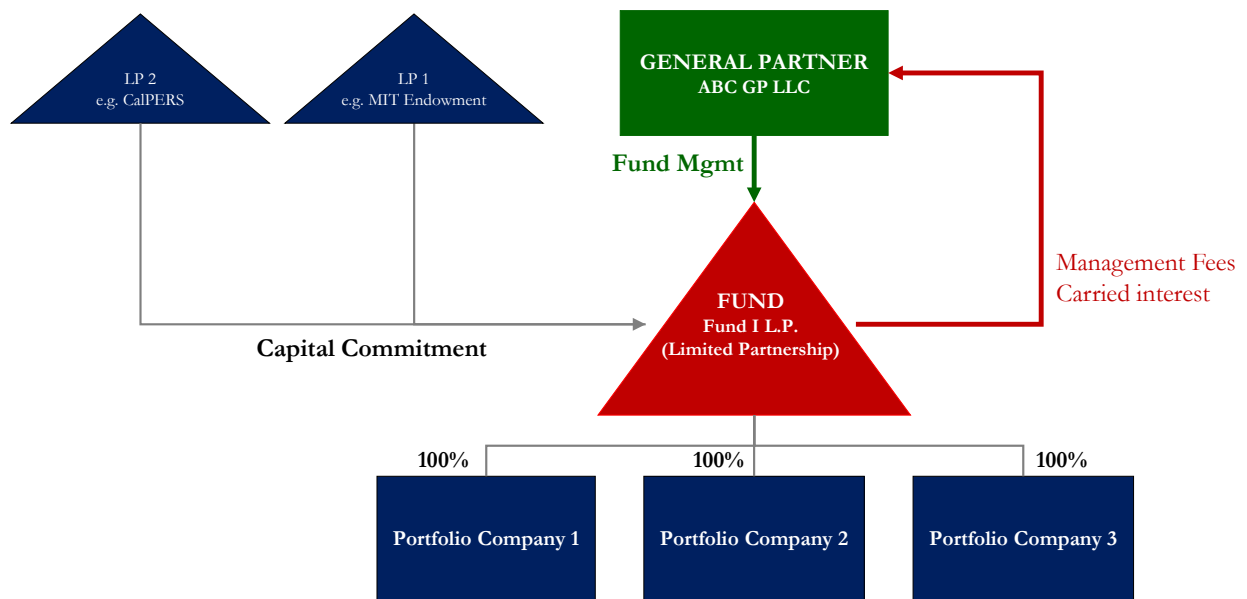 LP 2
e.g. CalPERS
LP 1
e.g. MIT Endowment
GENERAL PARTNER
ABC GP LLC
Fund Mgmt
Management Fees
Carried interest
FUND
Fund I L.P.
(Limited Partnership)
Capital Commitment
100%
100%
100%
Portfolio Company 1
Portfolio Company 2
Portfolio Company 3